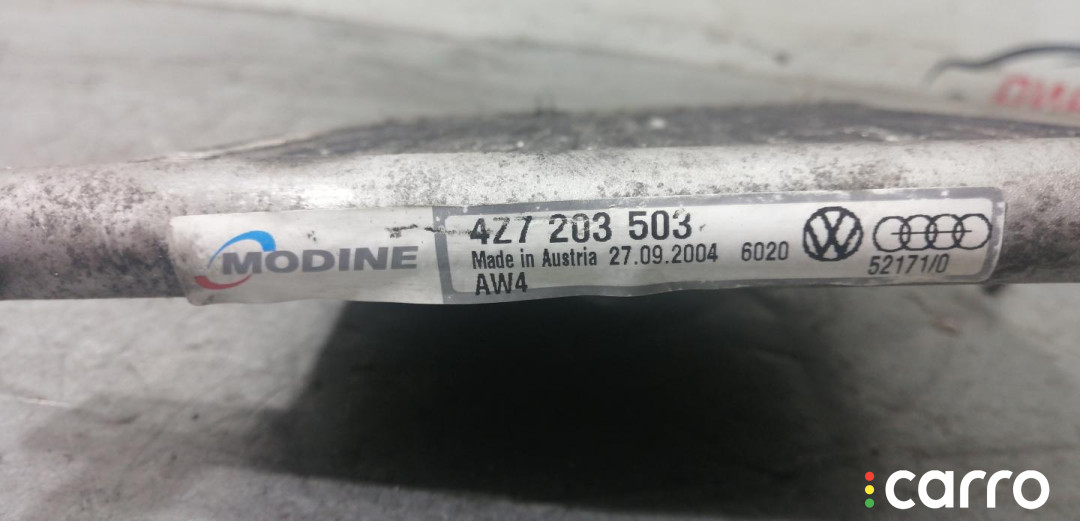 MODINE
4Z7 203 503
Made in Austria 27.09.2004 6020
52171/0
AW4
carro